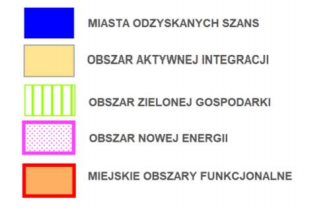 MIASTA ODZYSKANYCH SZANS
OBSZAR AKTYWNEJ INTEGRACJI
OBSZAR ZIELONEJ GOSPODARKI
OBSZAR NOWEJ ENERGII
MIEJSKIE OBSZARY FUNKCJONALNE